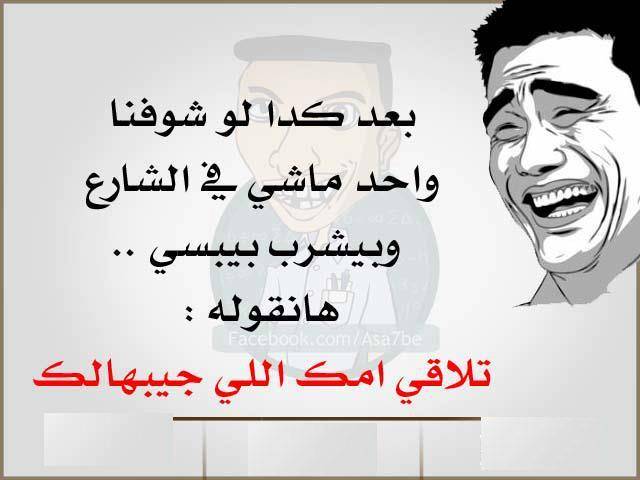 بعد كدا لو شوفنا
واحد ماشي في الشارع
وبيشرب بيبسي ..
هانقوله :
Facebook.com/Asa7be
تلاقي امك اللي جيبهالك